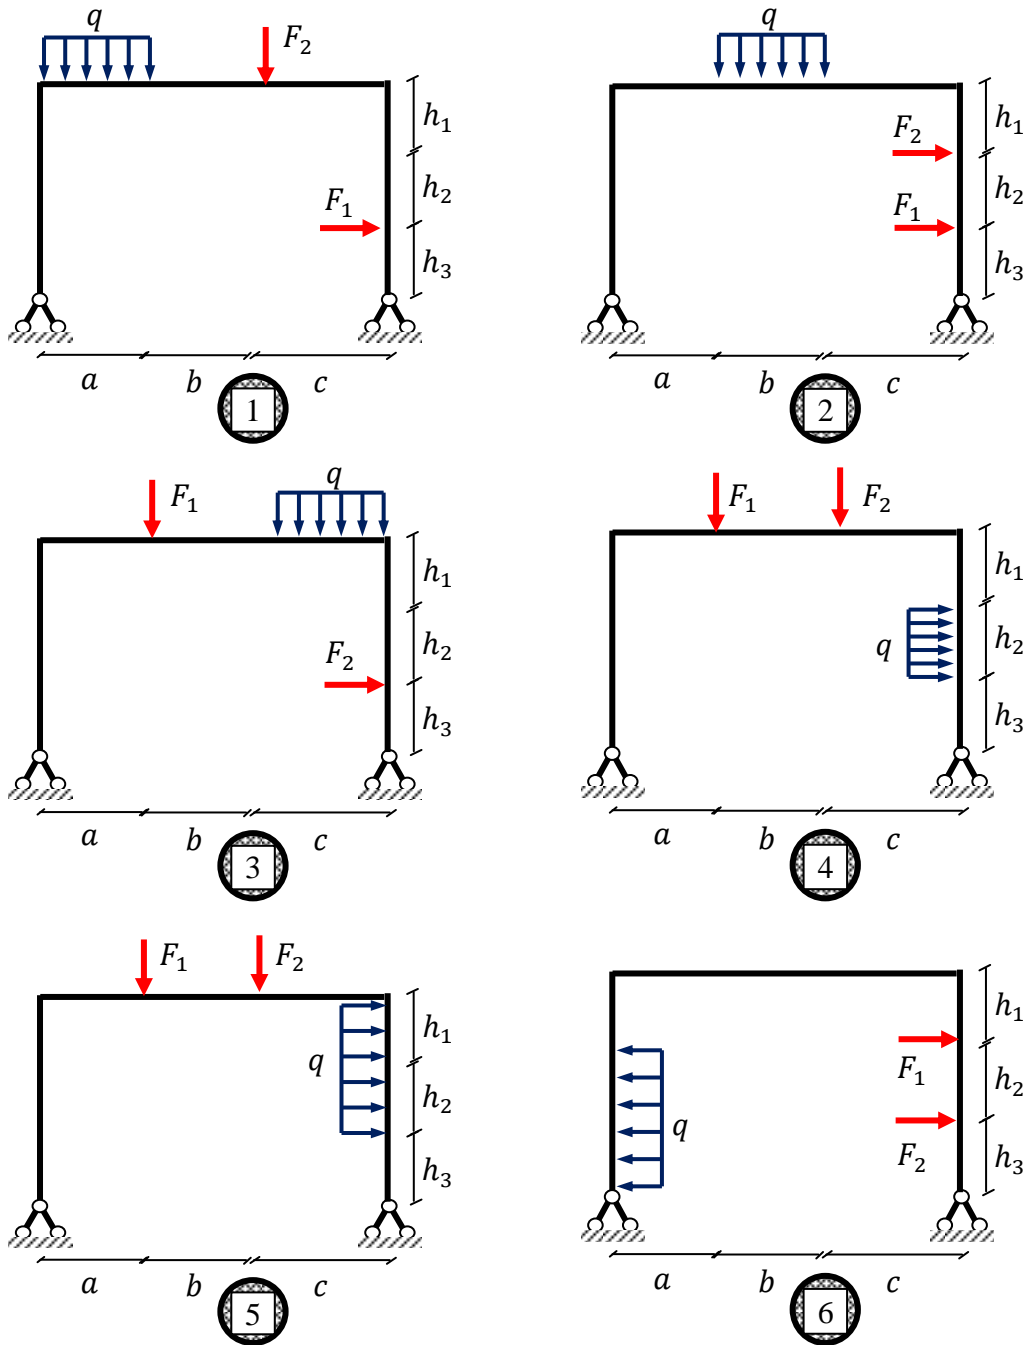 q F₂
h₁
F₁ h₂
h₃
a b c
1
q
h₁
F₂
h₂
F₁
h₃
a b c
2
F₁ q
h₁
F₂ h₂
h₃
a b c
3
F₁ F₂
h₁
q h₂
h₃
a b c
4
F₁ F₂
h₁
q
h₂
h₃
a b c
5
h₁
F₁
h₂
q
F₂ h₃
a b c
6